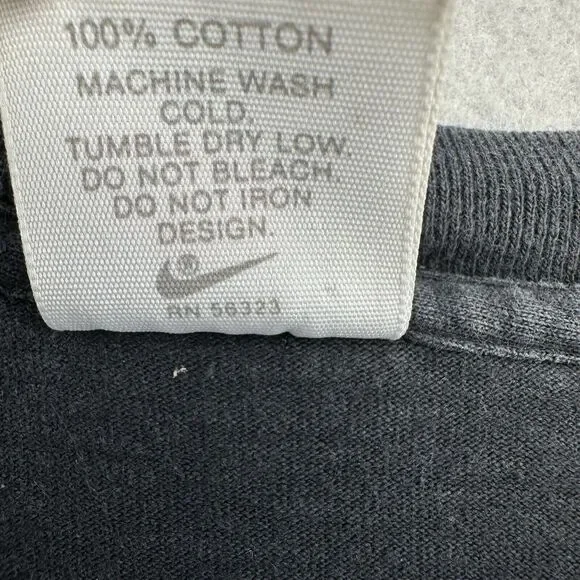 100% COTTON
MACHINE WASH
COLD.
TUMBLE DRY LOW.
DO NOT BLEACH.
DO NOT IRON
DESIGN.
®
RN 56323